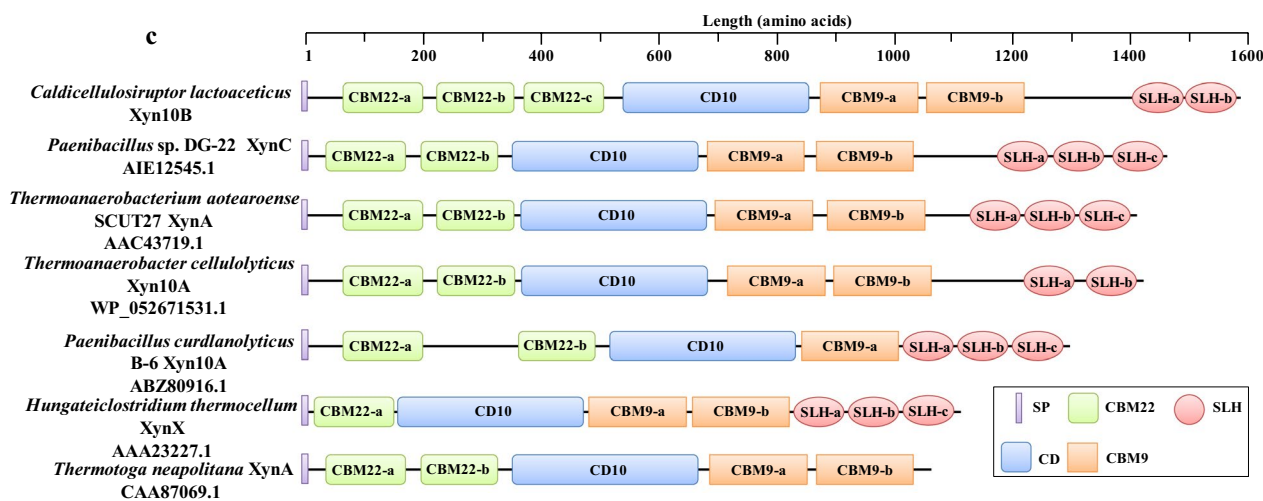 c
Length (amino acids)
1 200 400 600 800 1000 1200 1400 1600
Caldicellulosiruptor lactoaceticus
Xyn10B
CBM22-a CBM22-b CBM22-c CD10 CBM9-a CBM9-b SLH-a SLH-b
Paenibacillus sp. DG-22 XynC
AIE12545.1
CBM22-a CBM22-b CD10 CBM9-a CBM9-b SLH-a SLH-b SLH-c
Thermoanaerobacterium aotearoense
SCUT27 XynA
AAC43719.1
CBM22-a CBM22-b CD10 CBM9-a CBM9-b SLH-a SLH-b SLH-c
Thermoanaerobacter cellulolyticus
Xyn10A
WP_052671531.1
CBM22-a CBM22-b CD10 CBM9-a CBM9-b SLH-a SLH-b
Paenibacillus curdlanolyticus
B-6 Xyn10A
ABZ80916.1
CBM22-a CBM22-b CD10 CBM9-a SLH-a SLH-b SLH-c
Hungateiclostridium thermocellum
XynX
AAA23227.1
CBM22-a CD10 CBM9-a CBM9-b SLH-a SLH-b SLH-c
Thermotoga neapolitana XynA
CAA87069.1
CBM22-a CBM22-b CD10 CBM9-a CBM9-b
SP CBM22 SLH
CD CBM9